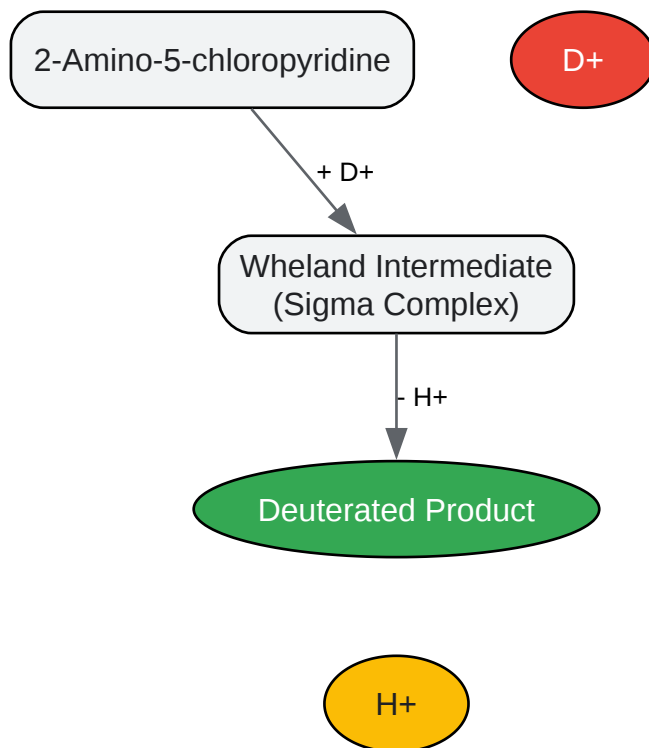 2-Amino-5-chloropyridine
D+
+ D+
Wheland Intermediate
(Sigma Complex)
- H+
Deuterated Product
H+